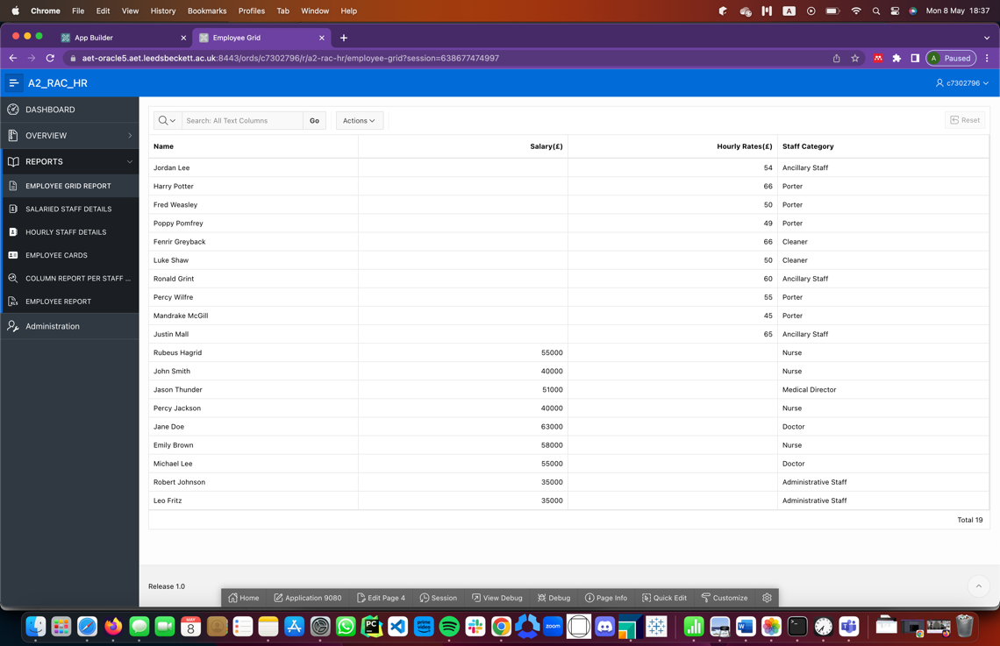 Chrome File Edit View History Bookmarks Profiles Tab Window Help A Mon 8 May 18:37
App Builder Employee Grid
aet-oracle5.aet.leedsbeckett.ac.uk:8443/ords/c7302796/r/a2-rac-hr/employee-grid?session=638677474997 A Paused
A2_RAC_HR c7302796
DASHBOARD
OVERVIEW
REPORTS
EMPLOYEE GRID REPORT
SALARIED STAFF DETAILS
HOURLY STAFF DETAILS
EMPLOYEE CARDS
COLUMN REPORT PER STAFF ...
EMPLOYEE REPORT
Administration
Search: All Text Columns Go Actions Reset
Name Salary(£) Hourly Rates(£) Staff Category
Jordan Lee 54 Ancillary Staff
Harry Potter 66 Porter
Fred Weasley 50 Porter
Poppy Pomfrey 49 Porter
Fenrir Greyback 66 Cleaner
Luke Shaw 50 Cleaner
Ronald Grint 60 Ancillary Staff
Percy Wilfre 55 Porter
Mandrake McGill 45 Porter
Justin Mall 65 Ancillary Staff
Rubeus Hagrid 55000 Nurse
John Smith 40000 Nurse
Jason Thunder 51000 Medical Director
Percy Jackson 40000 Nurse
Jane Doe 63000 Doctor
Emily Brown 58000 Nurse
Michael Lee 55000 Doctor
Robert Johnson 35000 Administrative Staff
Leo Fritz 35000 Administrative Staff
Total 19
Release 1.0
Home Application 9080 Edit Page 4 Session View Debug Debug Page Info Quick Edit Customize
MAY
8
PC
prime video
zoom
W
T